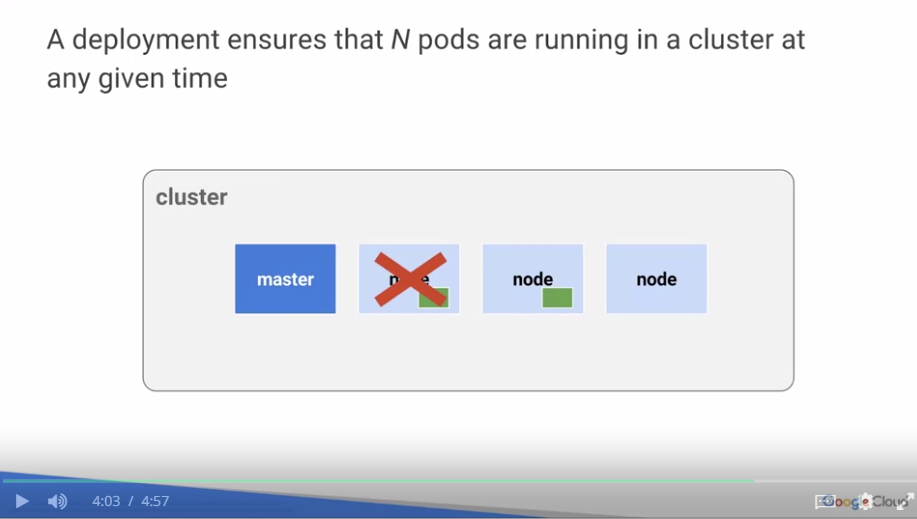 A deployment ensures that N pods are running in a cluster at
any given time
cluster
master
node
node
node
4:03 / 4:57
Google Cloud